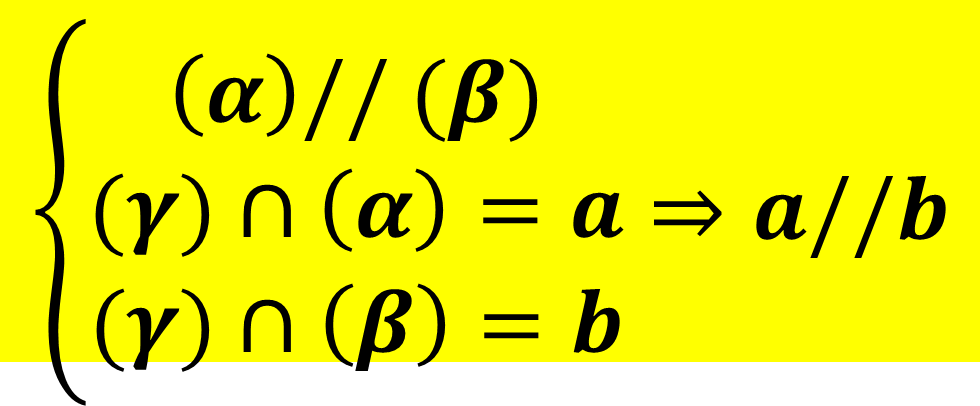 (α)// (β)
(γ) ∩ (α) = a ⇒ a//b
(γ) ∩ (β) = b